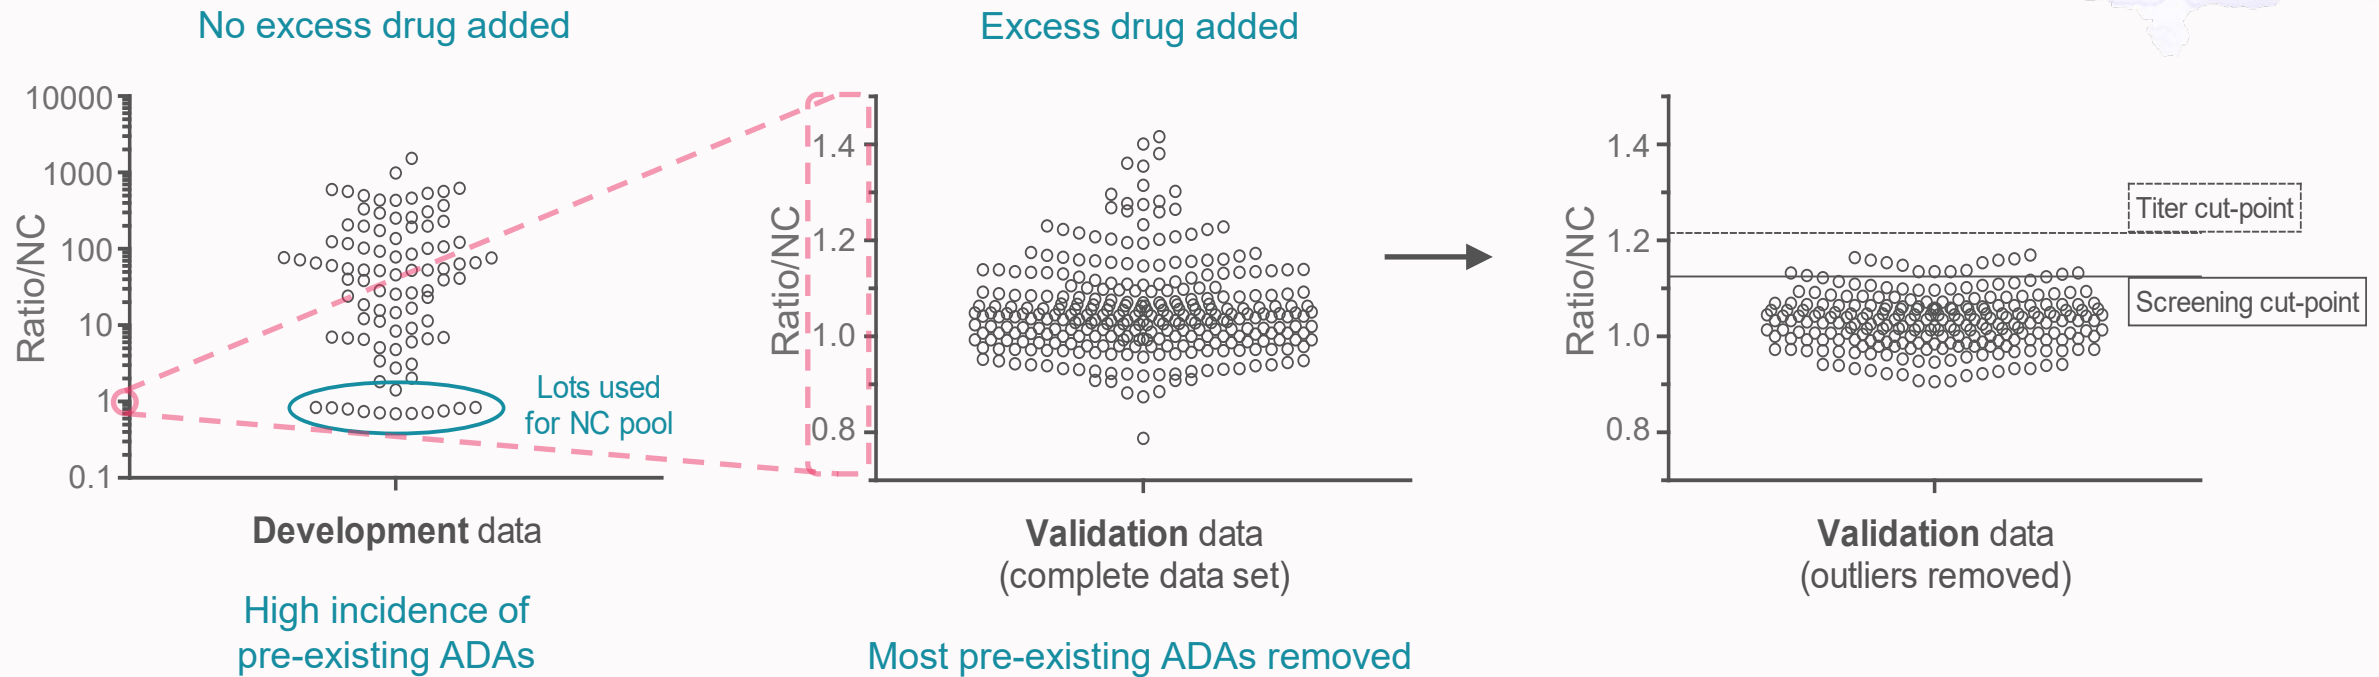 No excess drug added
10000
1000
100
10
1
0.1
Ratio/NC
Lots used
for NC pool
Development data
High incidence of
pre-existing ADAs
Excess drug added
1.4
1.2
1.0
0.8
Ratio/NC
Validation data
(complete data set)
Most pre-existing ADAs removed
1.4
1.2
1.0
0.8
Ratio/NC
Titer cut-point
Screening cut-point
Validation data
(outliers removed)